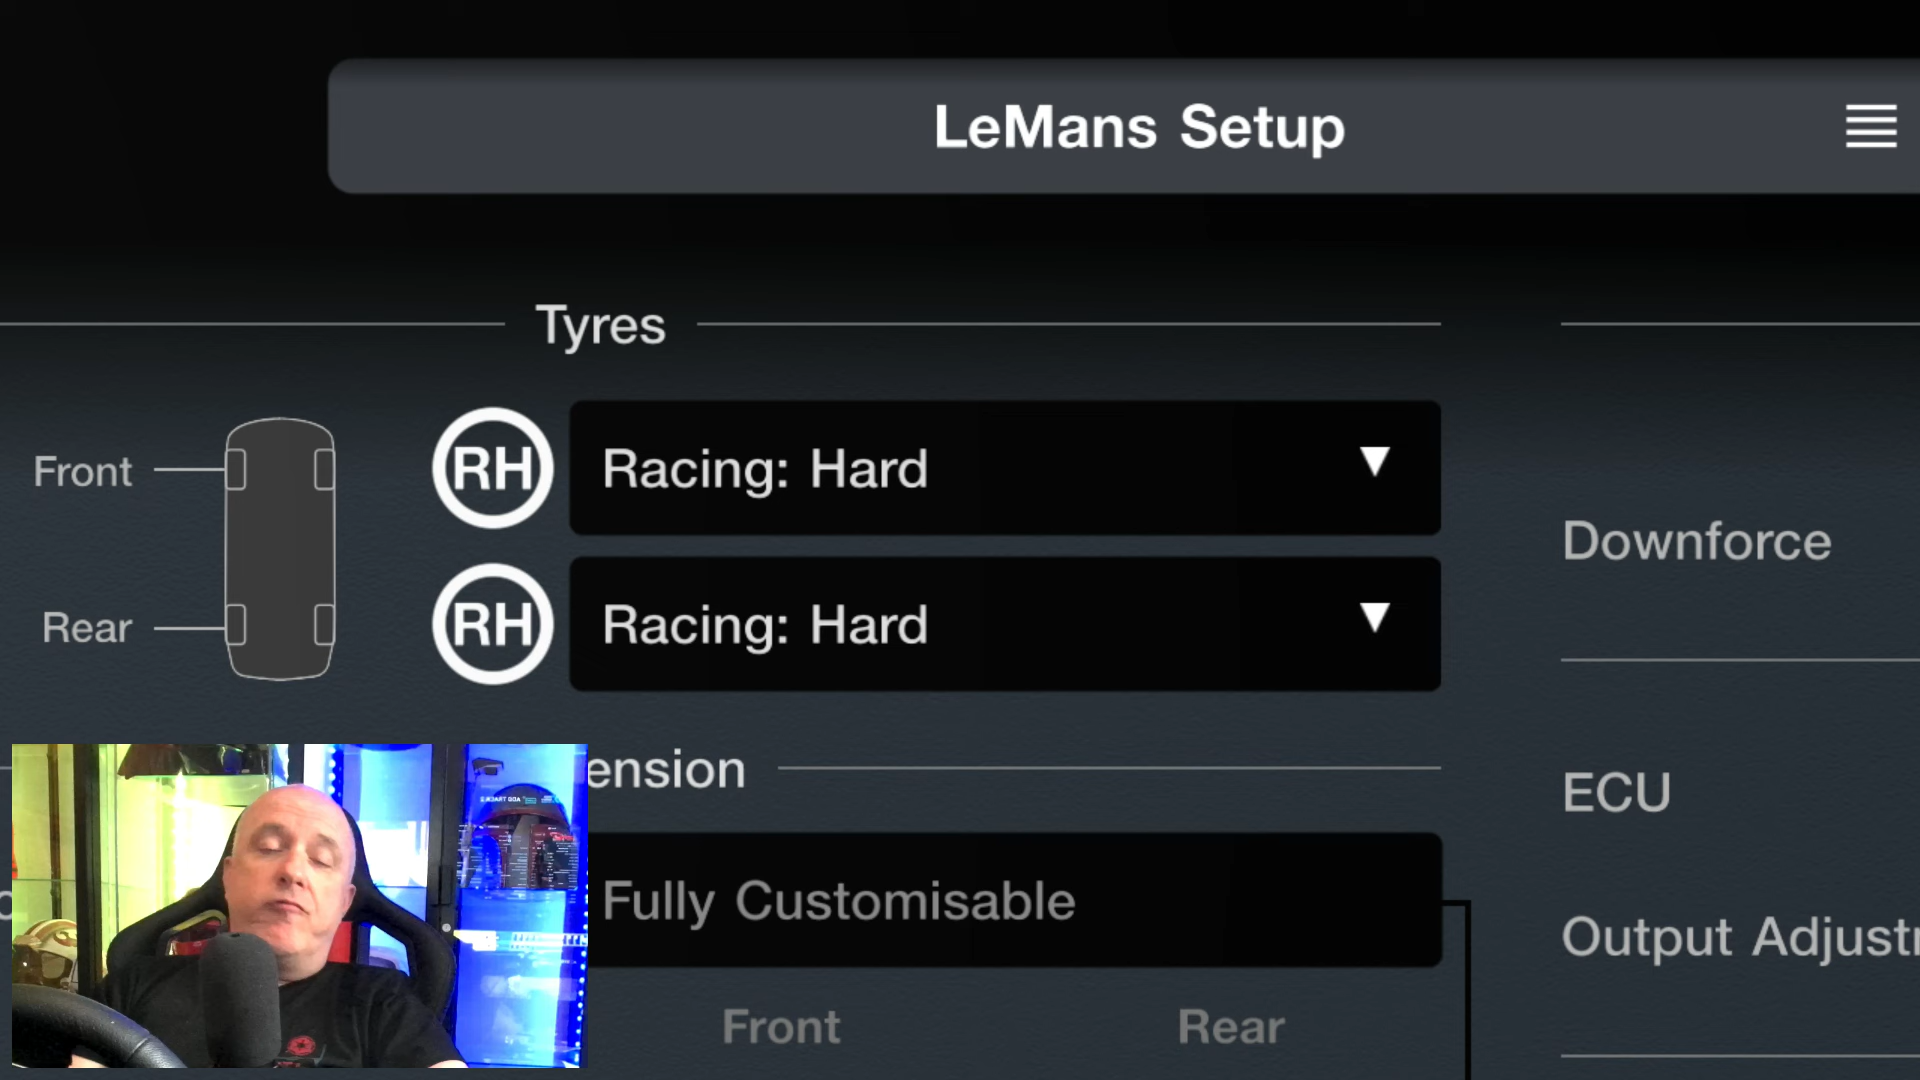 LeMans Setup
Tyres
Front
RH
Racing: Hard
Rear
RH
Racing: Hard
Downforce
ension
ECU
Fully Customisable
Output Adjustr
Front
Rear